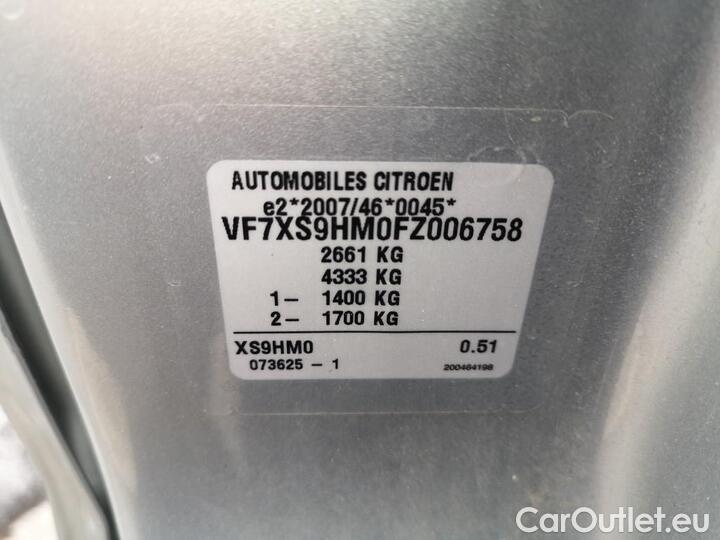 AUTOMOBILES CITROEN
e2*2007/46*0045*
VF7XS9HM0FZ006758
2661 KG
4333 KG
1- 1400 KG
2- 1700 KG
XS9HM0 0.51
073625 - 1 200484198
CarOutlet.eu